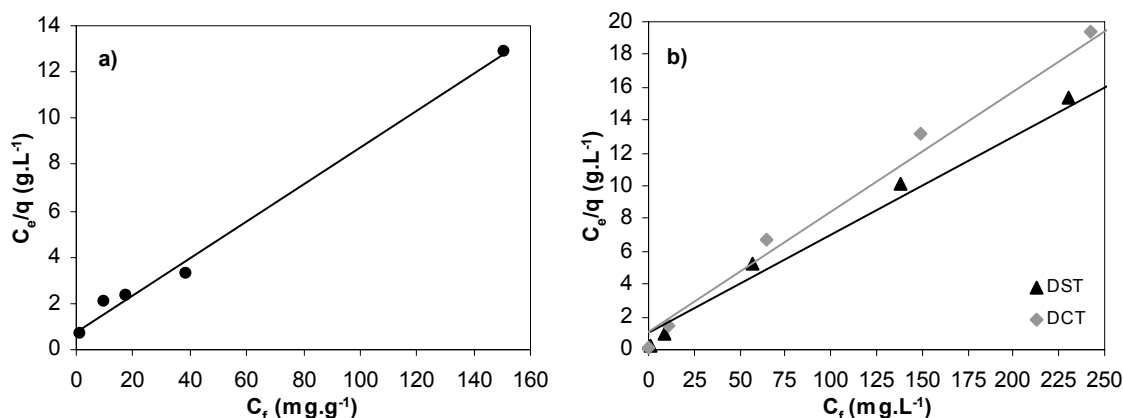 a)
14
12
10
8
6
4
2
0
0 20 40 60 80 100 120 140 160
Ce/q (g.L-1)
Cf (mg.g-1)
b)
20
18
16
14
12
10
8
6
4
2
0
0 25 50 75 100 125 150 175 200 225 250
Ce/q (g.L-1)
Cf (mg.L-1)
DST
DCT